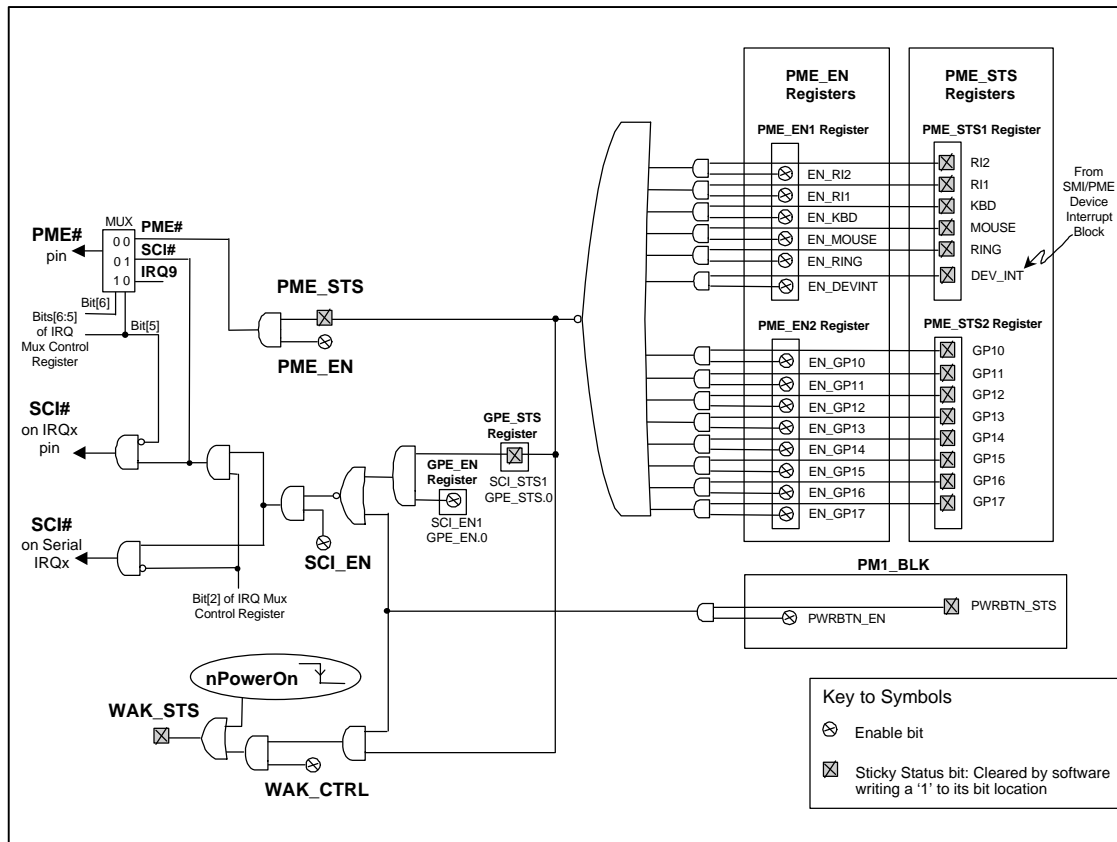 PME_EN
Registers
PME_STS
Registers
PME_EN1 Register
PME_STS1 Register
RI2
EN_RI2
RI1
EN_RI1
KBD
EN_KBD
MOUSE
EN_MOUSE
RING
EN_RING
DEV_INT
EN_DEVINT
From
SMI/PME
Device
Interrupt
Block
MUX
PME#
0 0
SCI#
0 1
IRQ9
1 0
PME#
pin
Bit[6]
Bits[6:5]
of IRQ
Mux Control
Register
Bit[5]
PME_STS
PME_EN
PME_EN2 Register
PME_STS2 Register
GP10
EN_GP10
GP11
EN_GP11
GP12
EN_GP12
GP13
EN_GP13
GP14
EN_GP14
GP15
EN_GP15
GP16
EN_GP16
GP17
EN_GP17
SCI#
on IRQx
pin
GPE_STS
Register
SCI_STS1
GPE_STS.0
GPE_EN
Register
SCI_EN1
GPE_EN.0
SCI#
on Serial
IRQx
SCI_EN
Bit[2] of IRQ Mux
Control Register
PM1_BLK
PWRBTN_STS
PWRBTN_EN
nPowerOn
WAK_STS
WAK_CTRL
Key to Symbols
Enable bit
Sticky Status bit: Cleared by software
writing a ‘1’ to its bit location